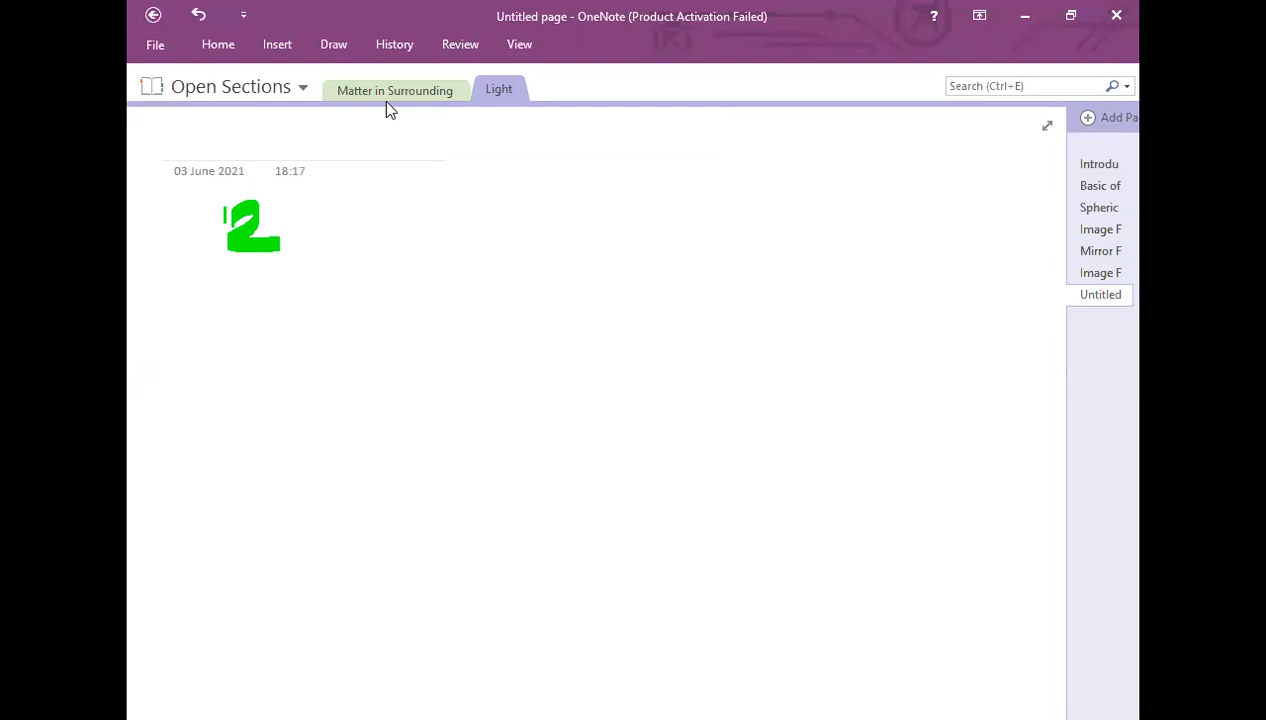 Untitled page - OneNote (Product Activation Failed)
?
File Home Insert Draw History Review View
Open Sections Matter in Surrounding Light Search (Ctrl+E)
Add Pa
03 June 2021 18:17
2
Introdu
Basic of
Spheric
Image F
Mirror F
Image F
Untitled